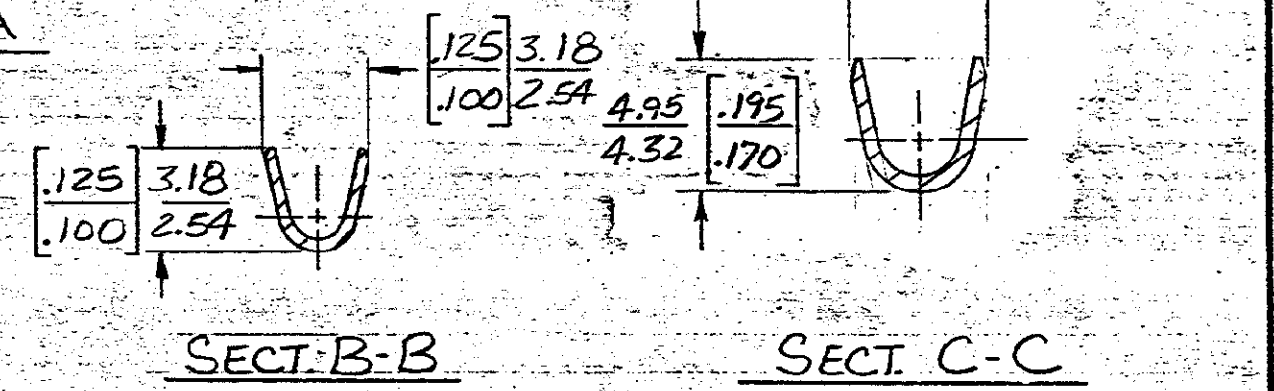 A
[.125/.100] 3.18/2.54
4.95/4.32 [.195/.170]
[.125/.100] 3.18/2.54
SECT. B-B
SECT. C-C